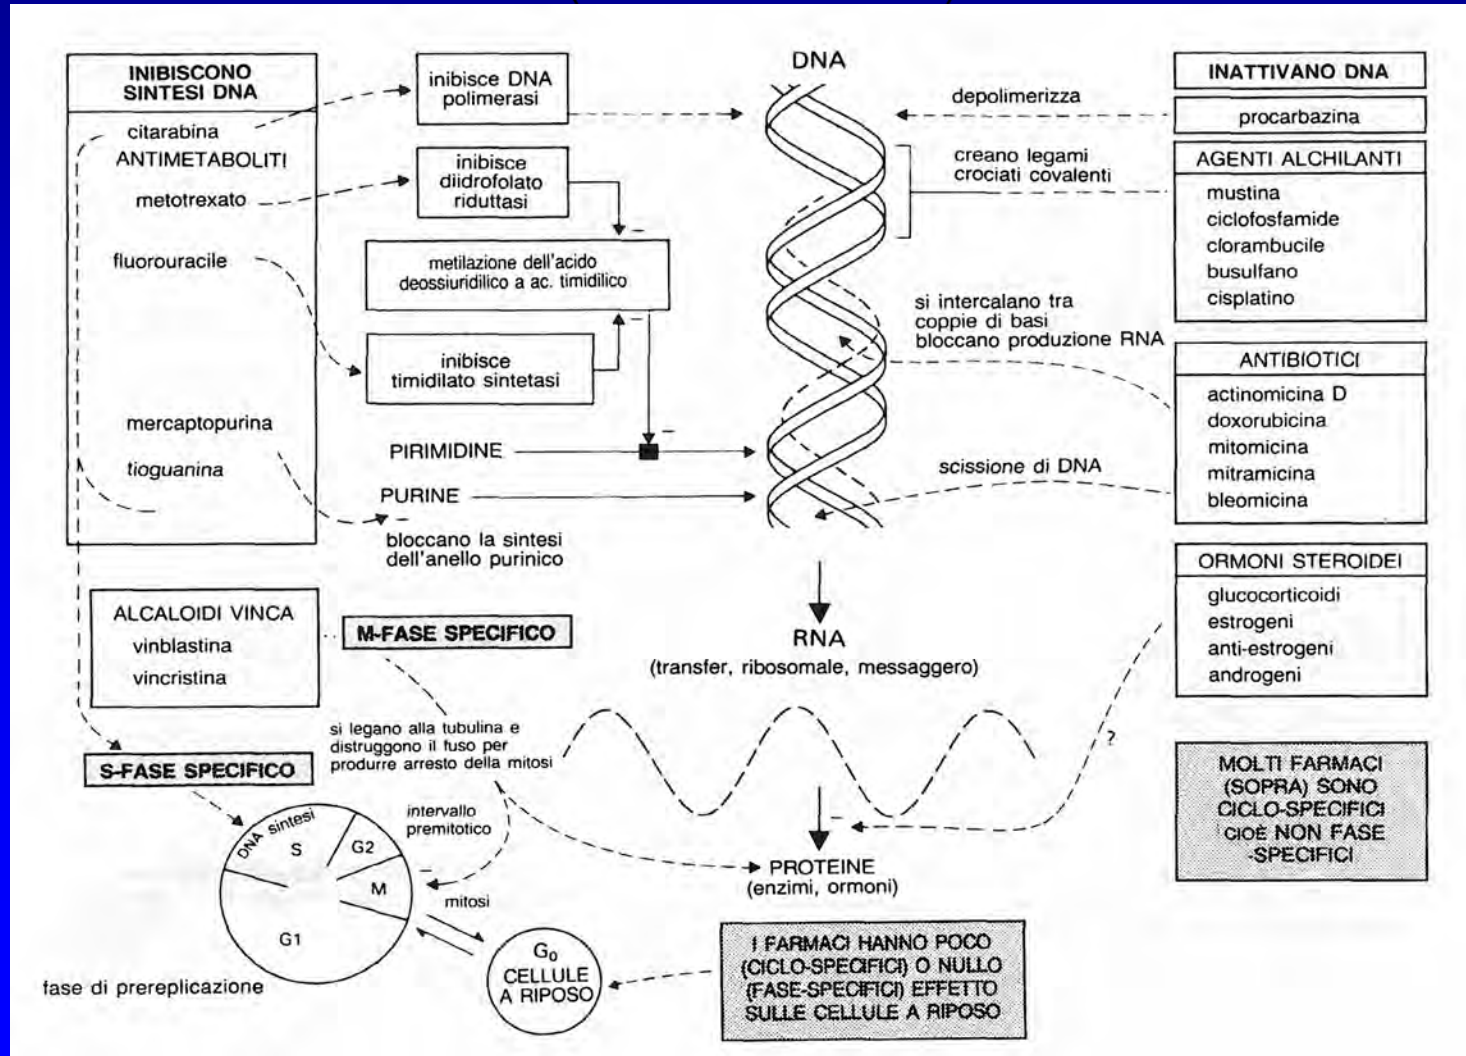 INIBISCONO
SINTESI DNA
citarabina
ANTIMETABOLITI
metotrexato
fluorouracile
mercaptopurina
tioguanina
inibisce DNA
polimerasi
inibisce
diidrofolato
riduttasi
metilazione dell'acido
deossiuridilico a ac. timidilico
inibisce
timidilato sintetasi
PIRIMIDINE
PURINE
bloccano la sintesi
dell'anello purinico
DNA
depolimerizza
creano legami
crociati covalenti
si intercalano tra
coppie di basi
bloccano produzione RNA
scissione di DNA
INATTIVANO DNA
procarbazina
AGENTI ALCHILANTI
mustina
ciclofosfamide
clorambucile
busulfano
cisplatino
ANTIBIOTICI
actinomicina D
doxorubicina
mitomicina
mitramicina
bleomicina
ORMONI STEROIDEI
glucocorticoidi
estrogeni
anti-estrogeni
androgeni
ALCALOIDI VINCA
vinblastina
vincristina
M-FASE SPECIFICO
RNA
(transfer, ribosomale, messaggero)
si legano alla tubulina e
distruggono il fuso per
produrre arresto della mitosi
?
S-FASE SPECIFICO
MOLTI FARMACI
(SOPRA) SONO
CICLO-SPECIFICI
CIOÈ NON FASE
-SPECIFICI
intervallo
premitotico
DNA sintesi
S
G2
M
G1
mitosi
PROTEINE
(enzimi, ormoni)
fase di prereplicazione
G0
CELLULE
A RIPOSO
I FARMACI HANNO POCO
(CICLO-SPECIFICI) O NULLO
(FASE-SPECIFICI) EFFETTO
SULLE CELLULE A RIPOSO